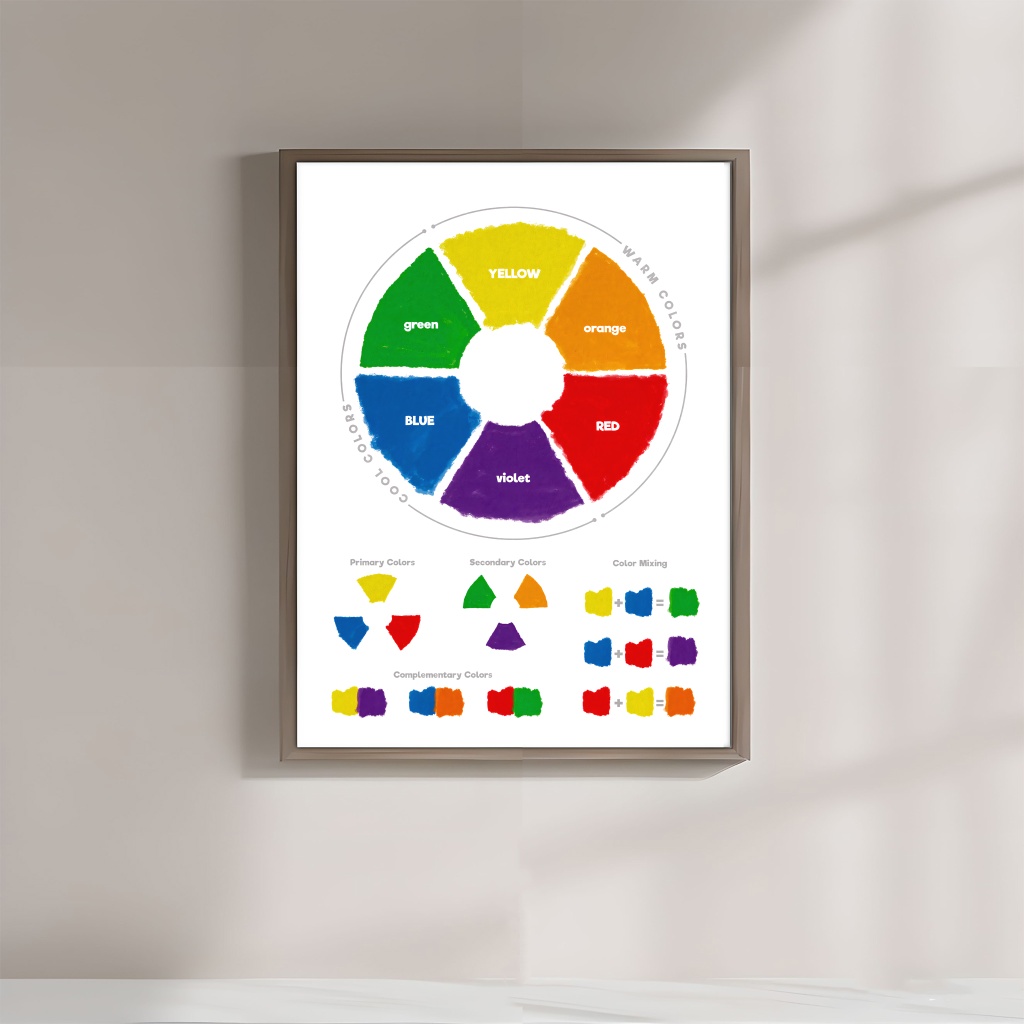 YELLOW
WARM COLORS
green
orange
BLUE
RED
COOL COLORS
violet
Primary Colors
Secondary Colors
Color Mixing
+ =
+ =
Complementary Colors
+ =